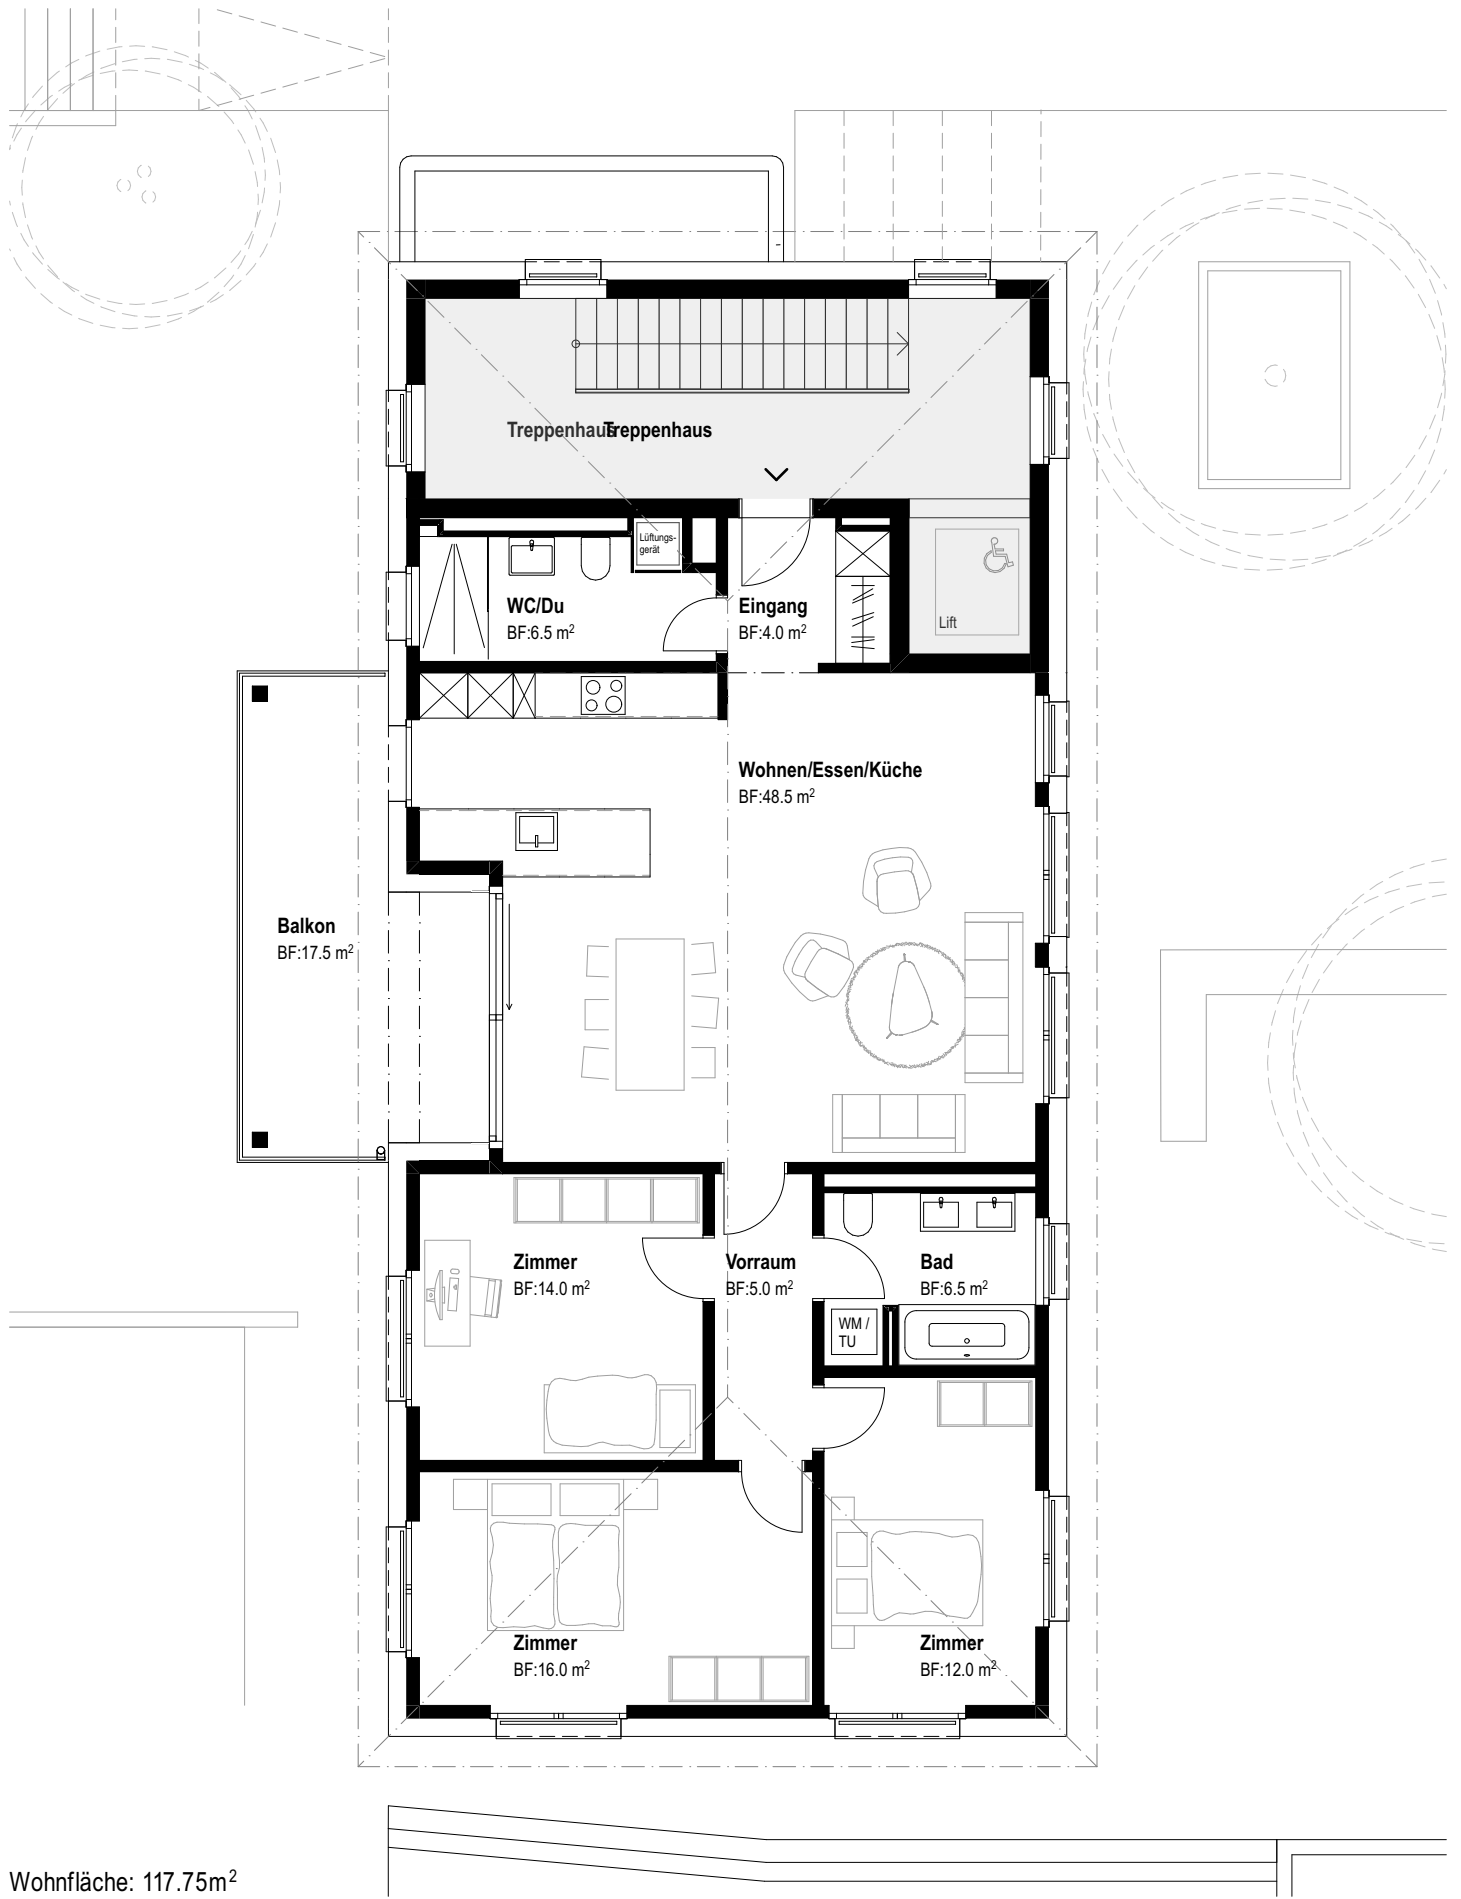 Treppenhaus Treppenhaus
Lüftungs-
gerät
WC/Du
BF:6.5 m²
Eingang
BF:4.0 m²
Lift
Wohnen/Essen/Küche
BF:48.5 m²
Balkon
BF:17.5 m²
Zimmer
BF:14.0 m²
Vorraum
BF:5.0 m²
Bad
BF:6.5 m²
WM /
TU
Zimmer
BF:16.0 m²
Zimmer
BF:12.0 m²
Wohnfläche: 117.75m²